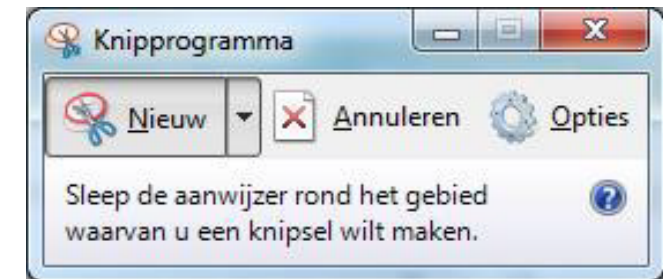 Knipprogramma
Nieuw Annuleren Opties
Sleep de aanwijzer rond het gebied
waarvan u een knipsel wilt maken.